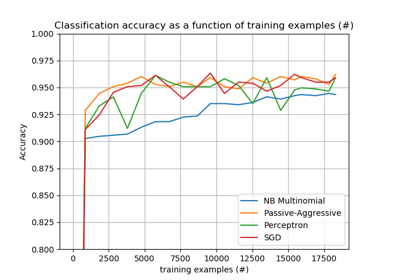 Classification accuracy as a function of training examples (#)
1.000
0.975
0.950
0.925
0.900
0.875
0.850
0.825
0.800
Accuracy
NB Multinomial
Passive-Aggressive
Perceptron
SGD
0 2500 5000 7500 10000 12500 15000 17500
training examples (#)